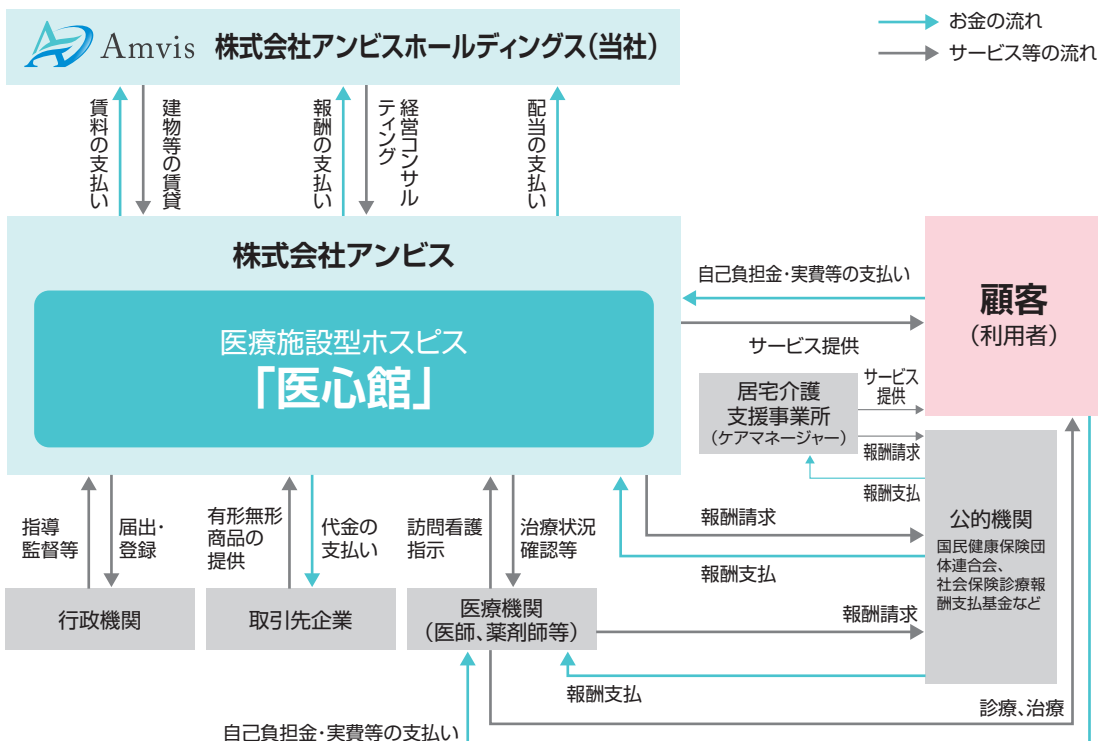 Amvis 株式会社アンビスホールディングス（当社）
お金の流れ
サービス等の流れ
賃料の支払い
建物等の賃貸
報酬の支払い
経営コンサル
ティング
配当の支払い
株式会社アンビス
医療施設型ホスピス
「医心館」
自己負担金・実費等の支払い
サービス提供
顧客
（利用者）
居宅介護
支援事業所
（ケアマネージャー）
サービス
提供
報酬請求
報酬支払
指導
監督等
届出・
登録
有形無形
商品の
提供
代金の
支払い
訪問看護
指示
治療状況
確認等
報酬請求
報酬支払
公的機関
国民健康保険団
体連合会、
社会保険診療報
酬支払基金など
行政機関
取引先企業
医療機関
（医師、薬剤師等）
報酬請求
報酬支払
診療、治療
自己負担金・実費等の支払い